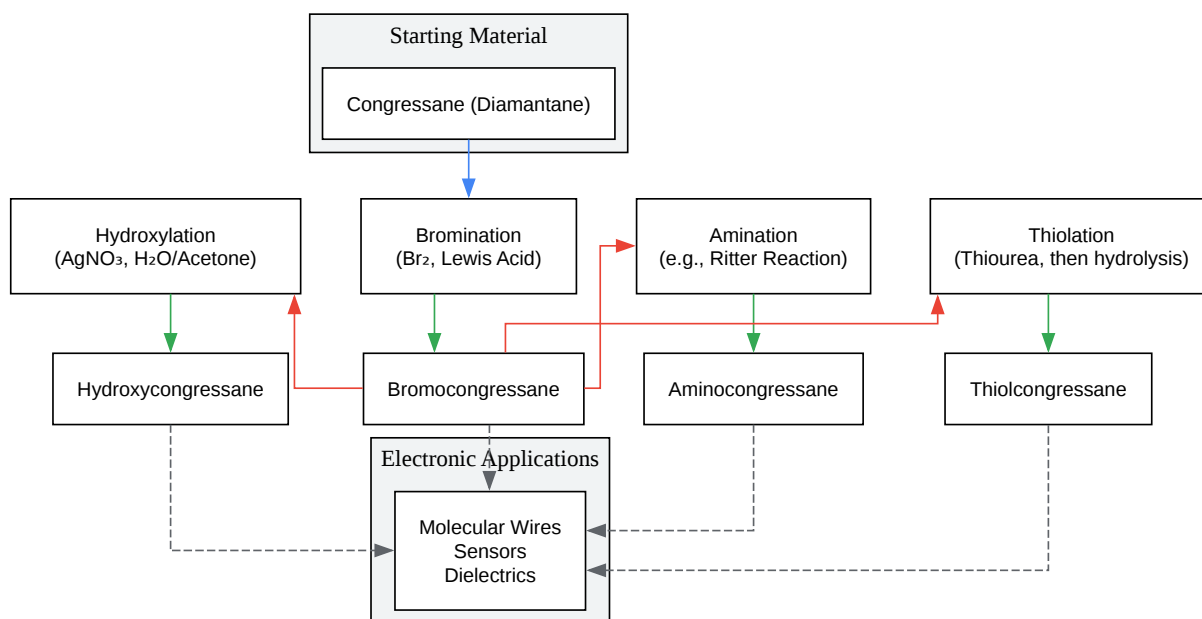 Starting Material
Congressane (Diamantane)
Hydroxylation
(AgNO₃, H₂O/Acetone)
Bromination
(Br₂, Lewis Acid)
Amination
(e.g., Ritter Reaction)
Thiolation
(Thiourea, then hydrolysis)
Hydroxycongressane
Bromocongressane
Aminocongressane
Thiolcongressane
Electronic Applications
Molecular Wires
Sensors
Dielectrics